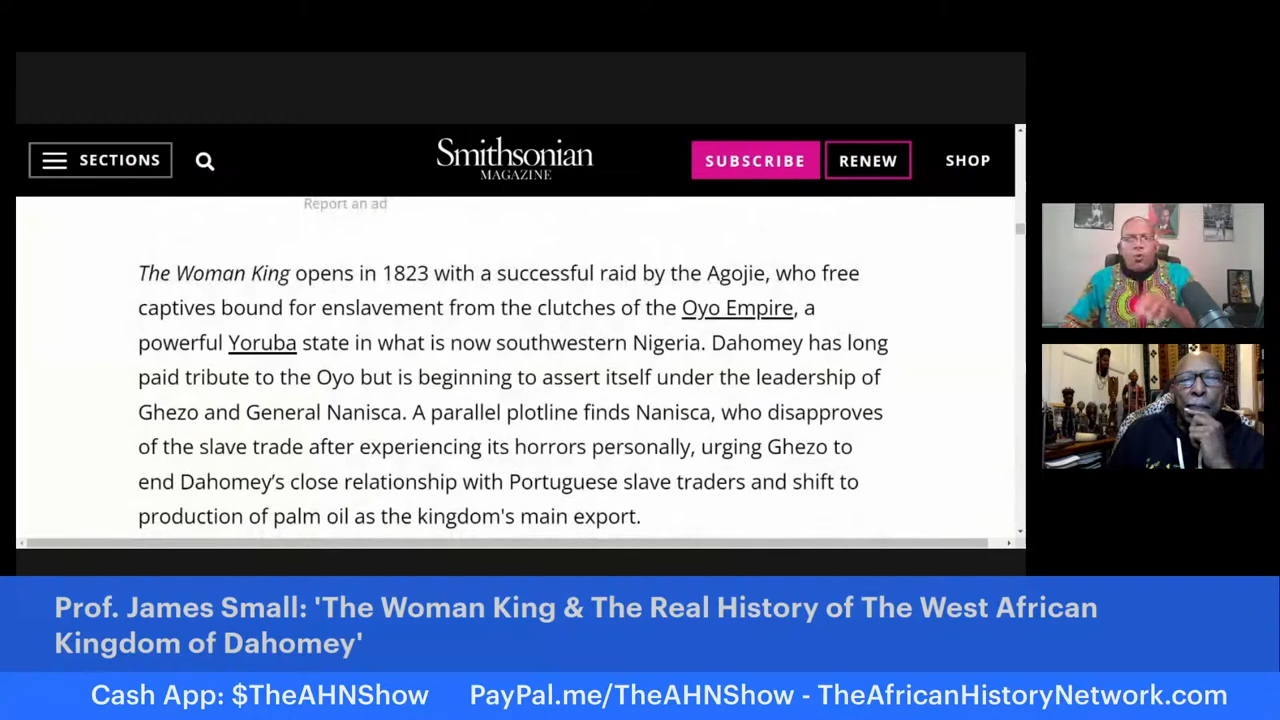 SECTIONS
Smithsonian
MAGAZINE
SUBSCRIBE
RENEW
SHOP
Report an ad
The Woman King opens in 1823 with a successful raid by the Agojie, who free
captives bound for enslavement from the clutches of the Oyo Empire, a
powerful Yoruba state in what is now southwestern Nigeria. Dahomey has long
paid tribute to the Oyo but is beginning to assert itself under the leadership of
Ghezo and General Nanisca. A parallel plotline finds Nanisca, who disapproves
of the slave trade after experiencing its horrors personally, urging Ghezo to
end Dahomey’s close relationship with Portuguese slave traders and shift to
production of palm oil as the kingdom's main export.
Prof. James Small: 'The Woman King & The Real History of The West African
Kingdom of Dahomey'
Cash App: $TheAHNShow PayPal.me/TheAHNShow - TheAfricanHistoryNetwork.com